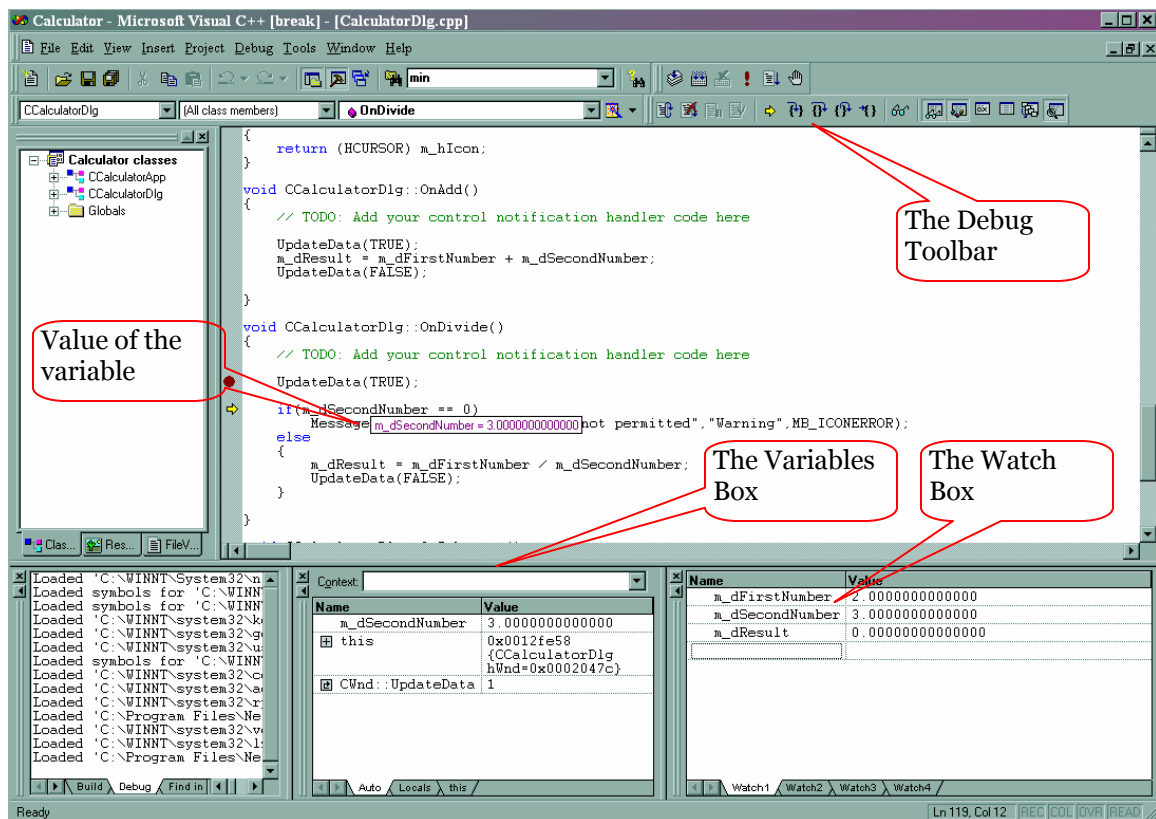 Calculator - Microsoft Visual C++ [break] - [CalculatorDlg.cpp]
File Edit View Insert Project Debug Tools Window Help
min
CCalculatorDlg
(All class members)
OnDivide
Calculator classes
CCalculatorApp
CCalculatorDlg
Globals
Clas...
Res...
FileV...
{
return (HCURSOR) m_hIcon;
}
void CCalculatorDlg::OnAdd()
{
// TODO: Add your control notification handler code here
UpdateData(TRUE);
m_dResult = m_dFirstNumber + m_dSecondNumber;
UpdateData(FALSE);
}
void CCalculatorDlg::OnDivide()
{
// TODO: Add your control notification handler code here
UpdateData(TRUE);
if(m_dSecondNumber == 0)
Message m_dSecondNumber = 3.0000000000000 not permitted","Warning",MB_ICONERROR);
else
{
m_dResult = m_dFirstNumber / m_dSecondNumber;
UpdateData(FALSE);
}
}
The Debug
Toolbar
Value of the
variable
The Variables
Box
The Watch
Box
Loaded 'C:\WINNT\System32\n
Loaded symbols for 'C:\WINN
Loaded symbols for 'C:\WINN
Loaded 'C:\WINNT\system32\k
Loaded 'C:\WINNT\system32\g
Loaded 'C:\WINNT\system32\u
Loaded symbols for 'C:\WINN
Loaded 'C:\WINNT\system32\c
Loaded 'C:\WINNT\system32\a
Loaded 'C:\WINNT\system32\r
Loaded 'C:\Program Files\Ne
Loaded 'C:\WINNT\system32\v
Loaded 'C:\WINNT\system32\l
Loaded 'C:\Program Files\Ne
Build Debug Find in
Context:
Name Value
m_dSecondNumber 3.0000000000000
this 0x0012fe58
{CCalculatorDlg
hWnd=0x0002047c}
CWnd::UpdateData 1
Auto Locals this
Name Value
m_dFirstNumber 2.0000000000000
m_dSecondNumber 3.0000000000000
m_dResult 0.00000000000000
Watch1 Watch2 Watch3 Watch4
Ready
Ln 119, Col 12 REC COL OVR READ